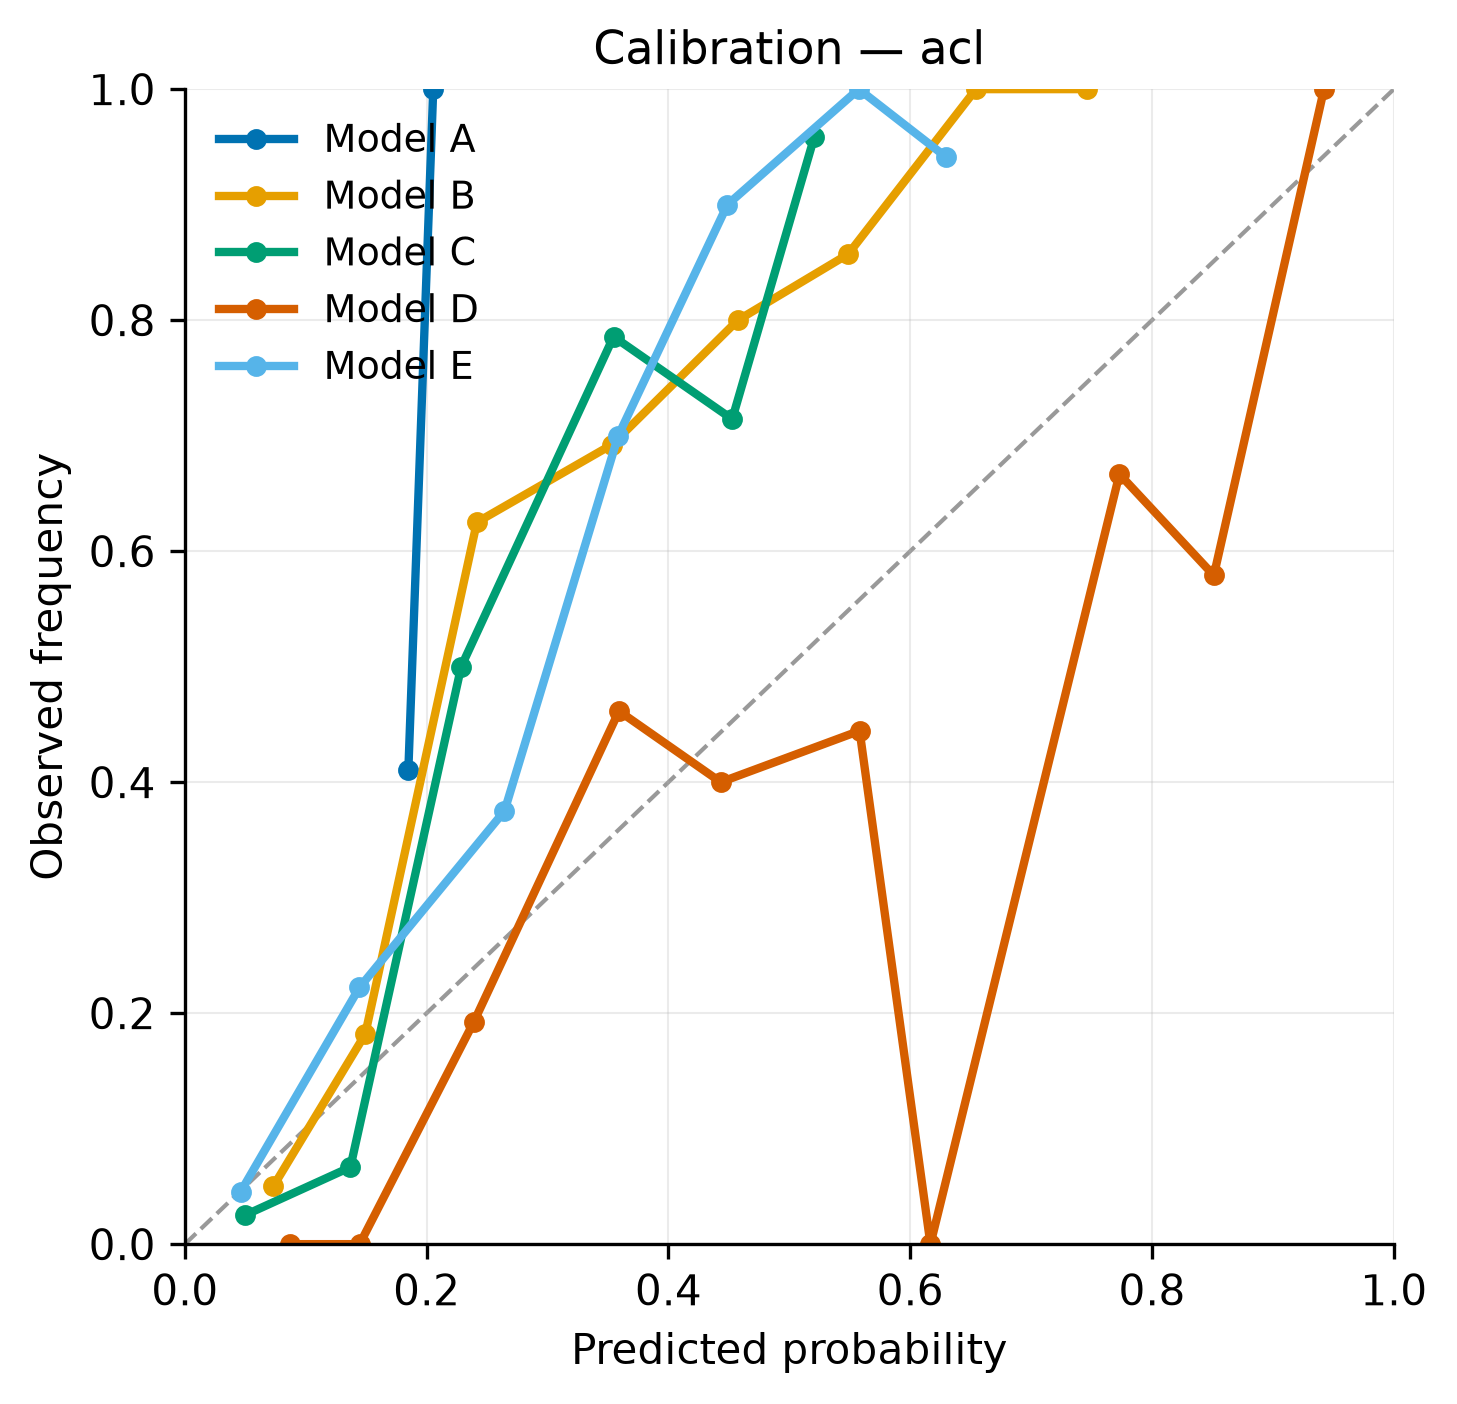 Calibration — acl
1.0
0.8
0.6
0.4
0.2
0.0
Observed frequency
Model A
Model B
Model C
Model D
Model E
0.0 0.2 0.4 0.6 0.8 1.0
Predicted probability